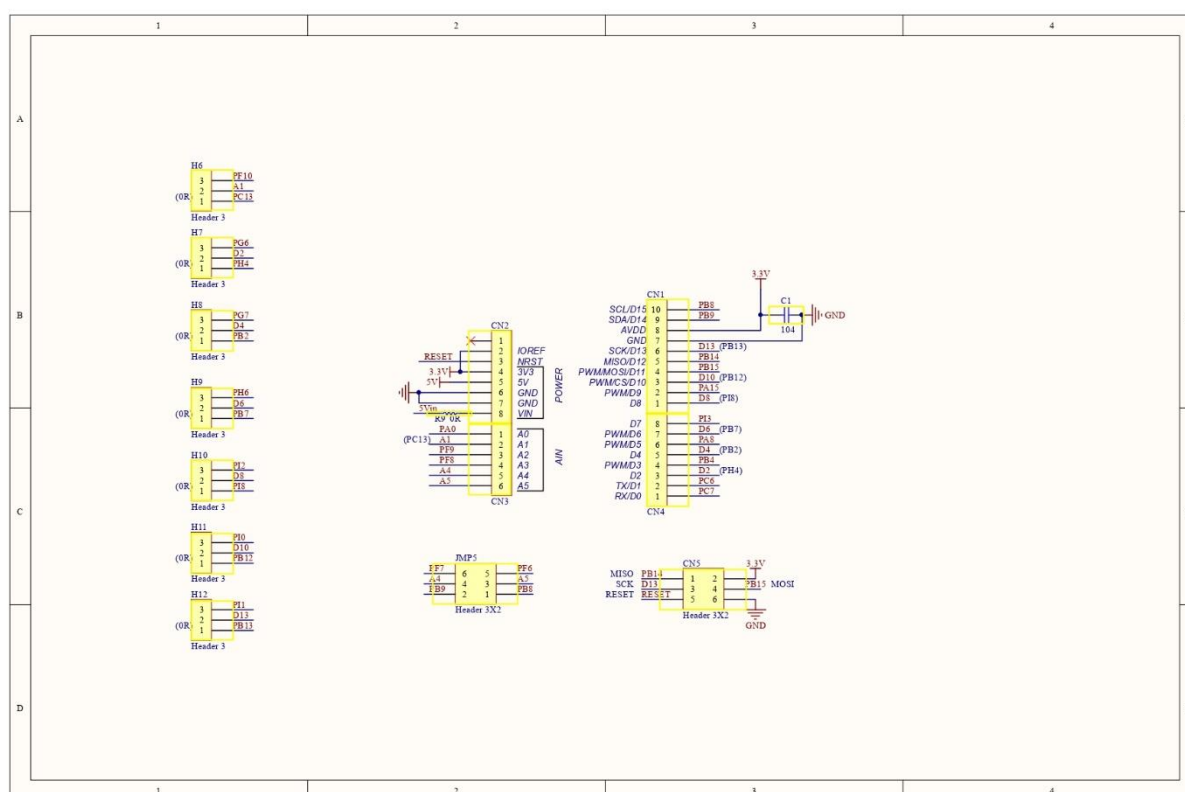 1 2 3 4
A
B
C
D
H6
3 PF10
2 A1
(0R 1 PC13
Header 3
H7
3 PG6
2 D2
(0R 1 PH4
Header 3
H8
3 PG7
2 D4
(0R 1 PB2
Header 3
H9
3 PH6
2 D6
(0R 1 PB7
Header 3
H10
3 PI2
2 D8
(0R 1 PI8
Header 3
H11
3 PI0
2 D10
(0R 1 PB12
Header 3
H12
3 PI1
2 D13
(0R 1 PB13
Header 3
CN2
1
2 IOREF
RESET 3 NRST
3.3V 4 3V3
5V 5 5V
6 GND
7 GND
5Vin 8 VIN
R9 0R
POWER
PA0 1 A0
(PC13) A1 2 A1
PF9 3 A2
PF8 4 A3
A4 5 A4
A5 6 A5
AIN
CN3
3.3V
C1
104
GND
CN1
SCL/D15 10 PB8
SDA/D14 9 PB9
AVDD 8
GND 7
SCK/D13 6 D13 (PB13)
MISO/D12 5 PB14
PWM/MOSI/D11 4 PB15
PWM/CS/D10 3 D10 (PB12)
PWM/D9 2 PA15
D8 1 D8 (PI8)
D7 8 PI3
PWM/D6 7 D6 (PB7)
PWM/D5 6 PA8
D4 5 D4 (PB2)
PWM/D3 4 PB4
D2 3 D2 (PH4)
TX/D1 2 PC6
RX/D0 1 PC7
CN4
JMP5
PF7 6 5 PF6
A4 4 3 A5
PB9 2 1 PB8
Header 3X2
CN5
3.3V
MISO PB14 1 2
SCK D13 3 4 PB15 MOSI
RESET RESET 5 6
Header 3X2
GND
1 2 3 4